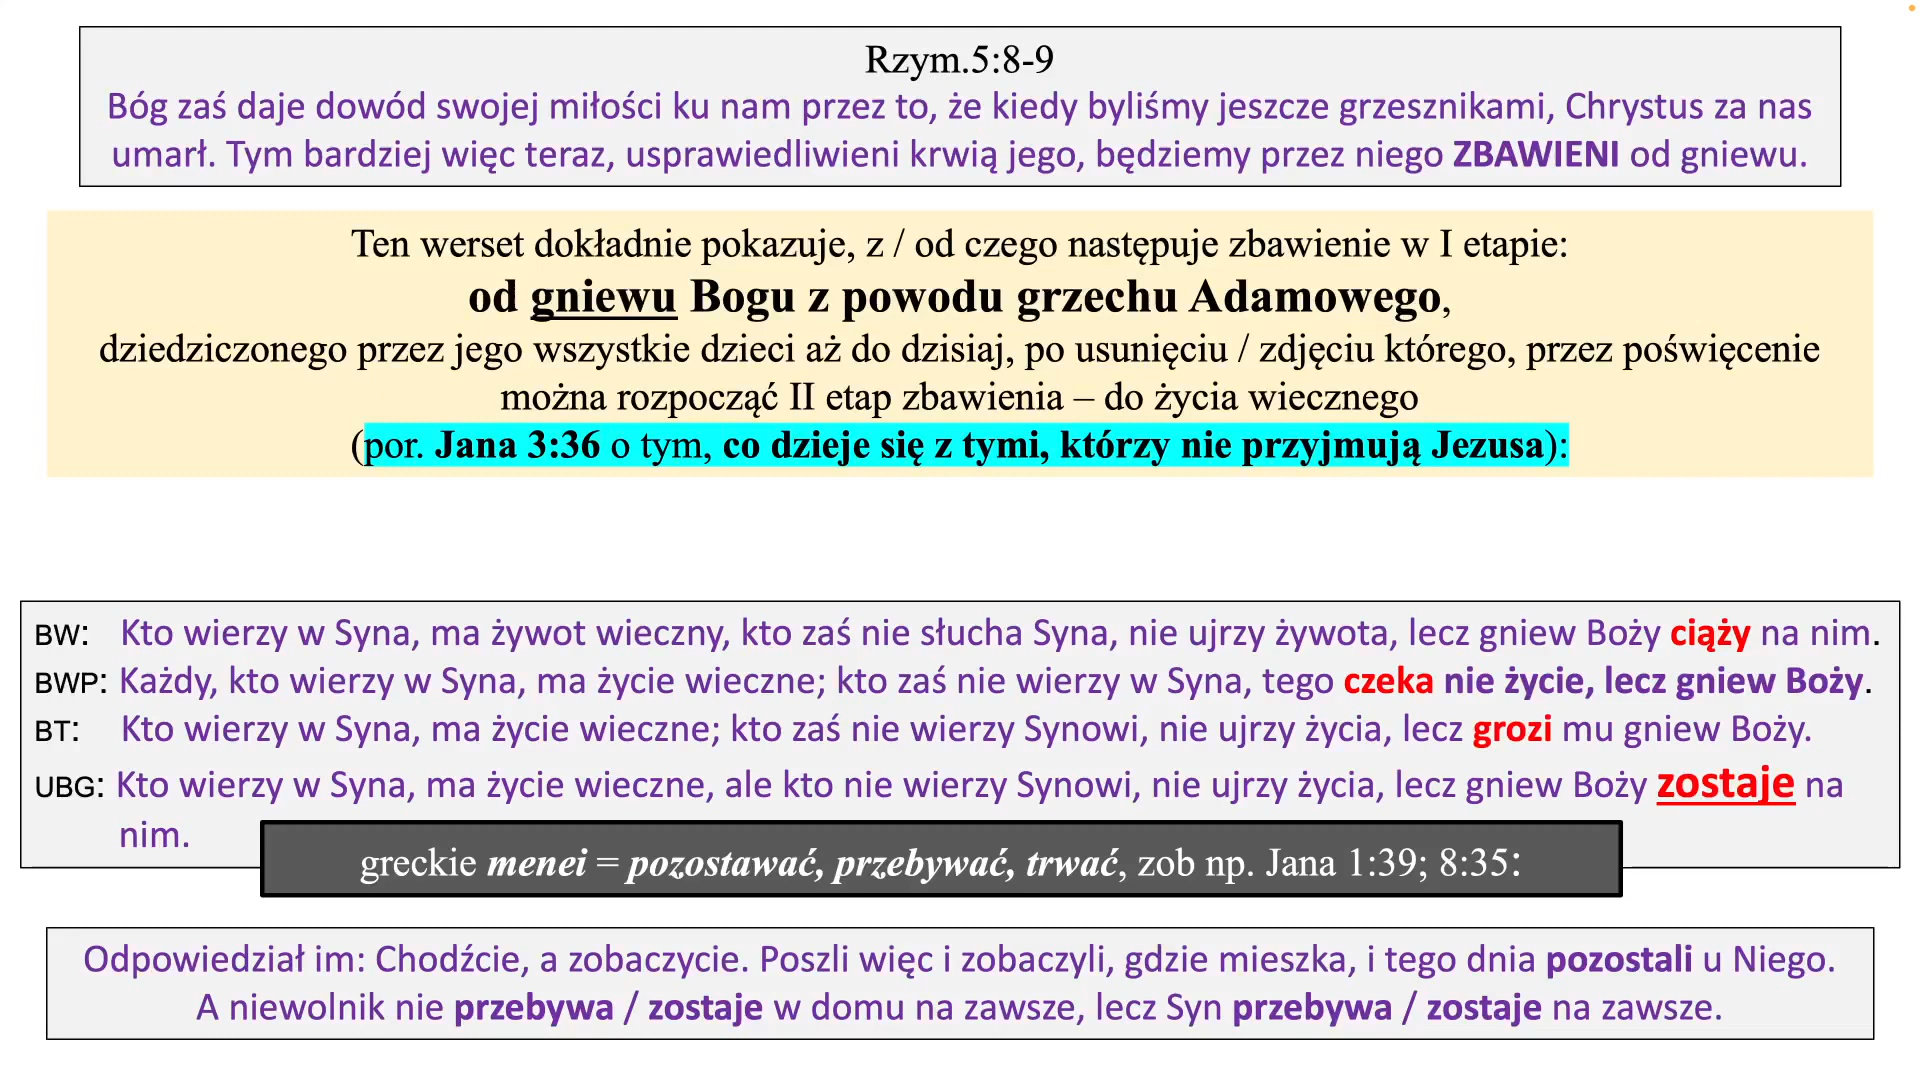 Rzym.5:8-9
Bóg zaś daje dowód swojej miłości ku nam przez to, że kiedy byliśmy jeszcze grzesznikami, Chrystus za nas
umarł. Tym bardziej więc teraz, usprawiedliwieni krwią jego, będziemy przez niego ZBAWIENI od gniewu.
Ten werset dokładnie pokazuje, z / od czego następuje zbawienie w I etapie:
od gniewu Bogu z powodu grzechu Adamowego,
dziedziczonego przez jego wszystkie dzieci aż do dzisiaj, po usunięciu / zdjęciu którego, przez poświęcenie
można rozpocząć II etap zbawienia – do życia wiecznego
(por. Jana 3:36 o tym, co dzieje się z tymi, którzy nie przyjmują Jezusa):
BW: Kto wierzy w Syna, ma żywot wieczny, kto zaś nie słucha Syna, nie ujrzy żywota, lecz gniew Boży ciąży na nim.
BWP: Każdy, kto wierzy w Syna, ma życie wieczne; kto zaś nie wierzy w Syna, tego czeka nie życie, lecz gniew Boży.
BT: Kto wierzy w Syna, ma życie wieczne; kto zaś nie wierzy Synowi, nie ujrzy życia, lecz grozi mu gniew Boży.
UBG: Kto wierzy w Syna, ma życie wieczne, ale kto nie wierzy Synowi, nie ujrzy życia, lecz gniew Boży zostaje na
nim.
greckie menei = pozostawać, przebywać, trwać, zob np. Jana 1:39; 8:35:
Odpowiedział im: Chodźcie, a zobaczycie. Poszli więc i zobaczyli, gdzie mieszka, i tego dnia pozostali u Niego.
A niewolnik nie przebywa / zostaje w domu na zawsze, lecz Syn przebywa / zostaje na zawsze.